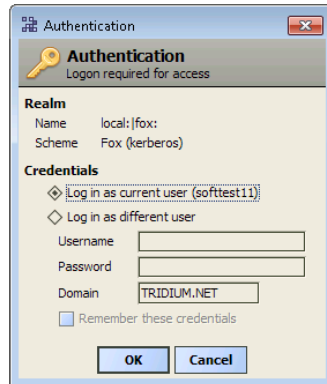 Authentication
Authentication
Logon required for access
Realm
Name local:|fox:
Scheme Fox (kerberos)
Credentials
Log in as current user (softtest11)
Log in as different user
Username
Password
Domain TRIDIUM.NET
Remember these credentials
OK Cancel